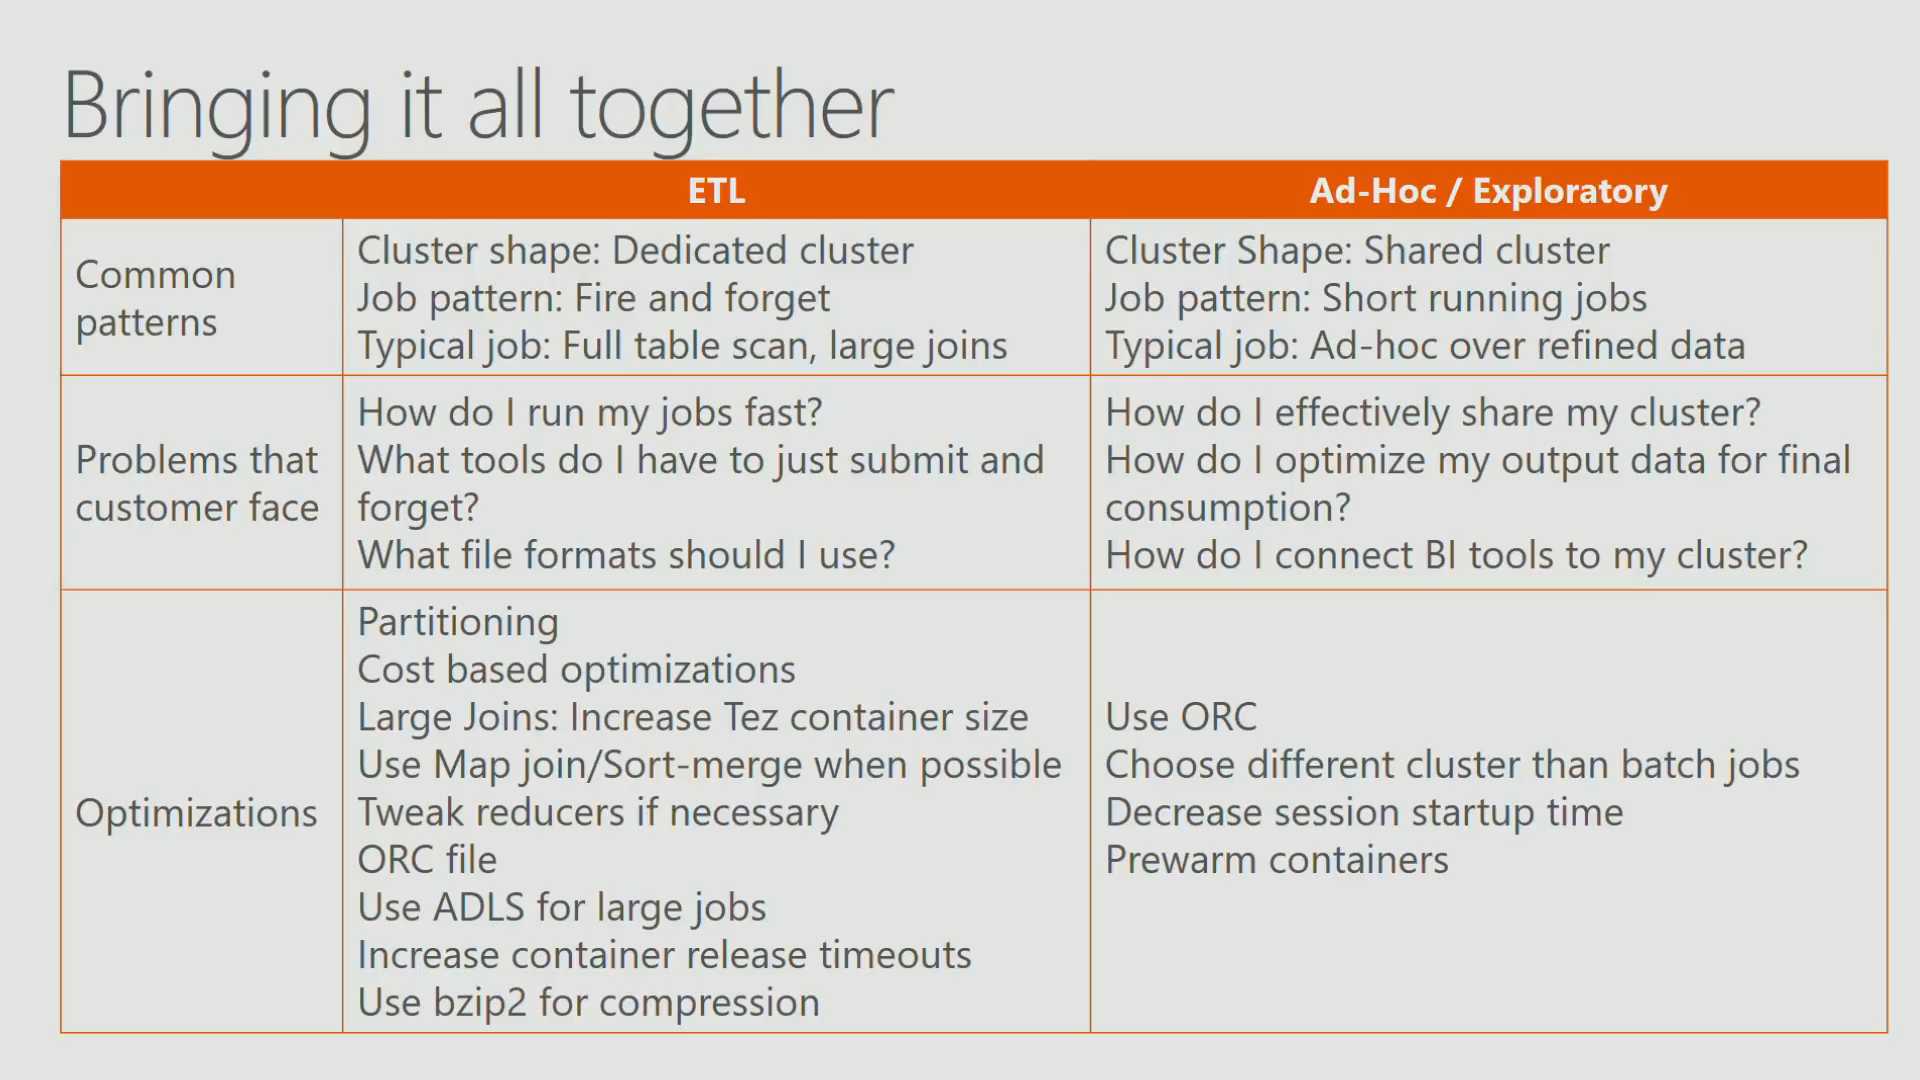 Bringing it all together
ETL
Ad-Hoc / Exploratory
Common
patterns
Cluster shape: Dedicated cluster
Job pattern: Fire and forget
Typical job: Full table scan, large joins
Cluster Shape: Shared cluster
Job pattern: Short running jobs
Typical job: Ad-hoc over refined data
Problems that
customer face
How do I run my jobs fast?
What tools do I have to just submit and
forget?
What file formats should I use?
How do I effectively share my cluster?
How do I optimize my output data for final
consumption?
How do I connect BI tools to my cluster?
Optimizations
Partitioning
Cost based optimizations
Large Joins: Increase Tez container size
Use Map join/Sort-merge when possible
Tweak reducers if necessary
ORC file
Use ADLS for large jobs
Increase container release timeouts
Use bzip2 for compression
Use ORC
Choose different cluster than batch jobs
Decrease session startup time
Prewarm containers